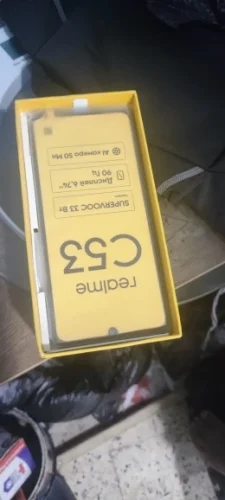 realme
C53
SUPERVOOC 33 Вт
Дисплей 6,74"
90 Гц
AI камера 50 Мп